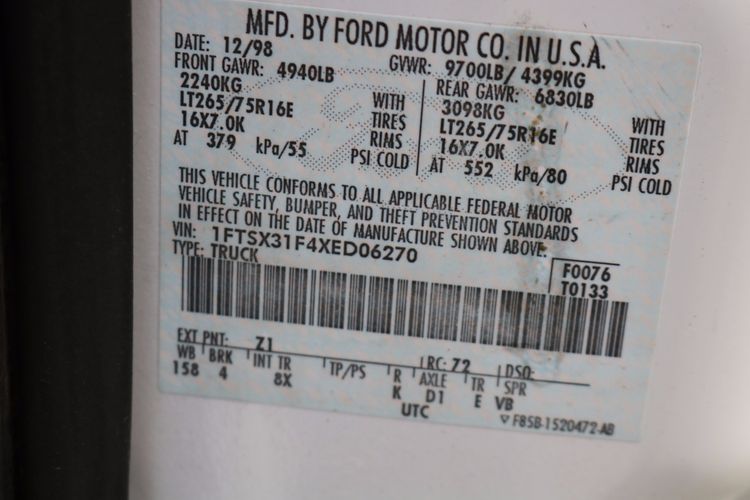 MFD. BY FORD MOTOR CO. IN U.S.A.
DATE: 12/98 GVWR: 9700LB/ 4399KG
FRONT GAWR: 4940LB REAR GAWR: 6830LB
2240KG 3098KG
LT265/75R16E WITH TIRES LT265/75R16E WITH TIRES
16X7.0K RIMS 16X7.0K RIMS
AT 379 kPa/55 PSI COLD AT 552 kPa/80 PSI COLD
THIS VEHICLE CONFORMS TO ALL APPLICABLE FEDERAL MOTOR
VEHICLE SAFETY, BUMPER, AND THEFT PREVENTION STANDARDS
IN EFFECT ON THE DATE OF MANUFACTURE SHOWN ABOVE.
VIN: 1FTSX31F4XED06270
TYPE: TRUCK F0076
T0133
EXT PNT: Z1 RC: 72 DSO:
WB BRK INT TR TP/PS R AXLE TR SPR
158 4 8X K D1 E VB
UTC
F85B-1520472-AB